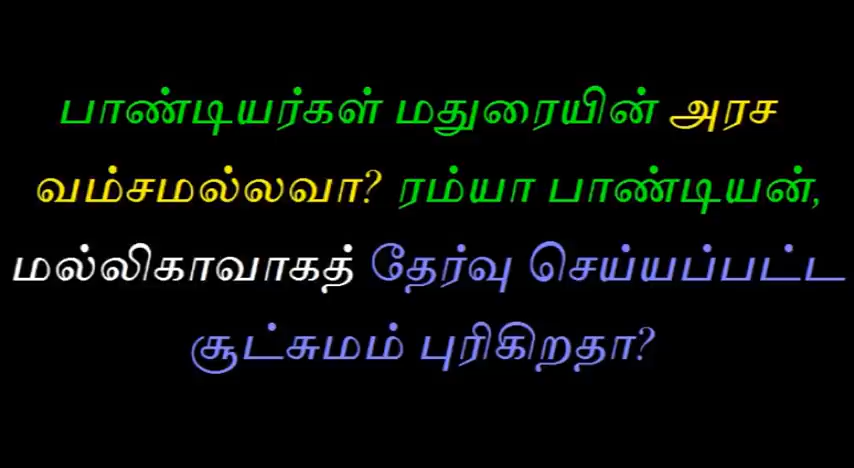 பாண்டியர்கள் மதுரையின் அரச
வம்சமல்லவா? ரம்யா பாண்டியன்,
மல்லிகாவாகத் தேர்வு செய்யப்பட்ட
சூட்சுமம் புரிகிறதா?